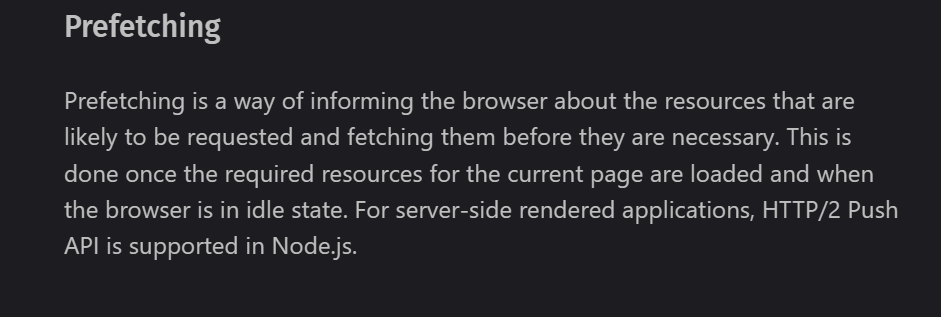 Prefetching
Prefetching is a way of informing the browser about the resources that are
likely to be requested and fetching them before they are necessary. This is
done once the required resources for the current page are loaded and when
the browser is in idle state. For server-side rendered applications, HTTP/2 Push
API is supported in Node.js.